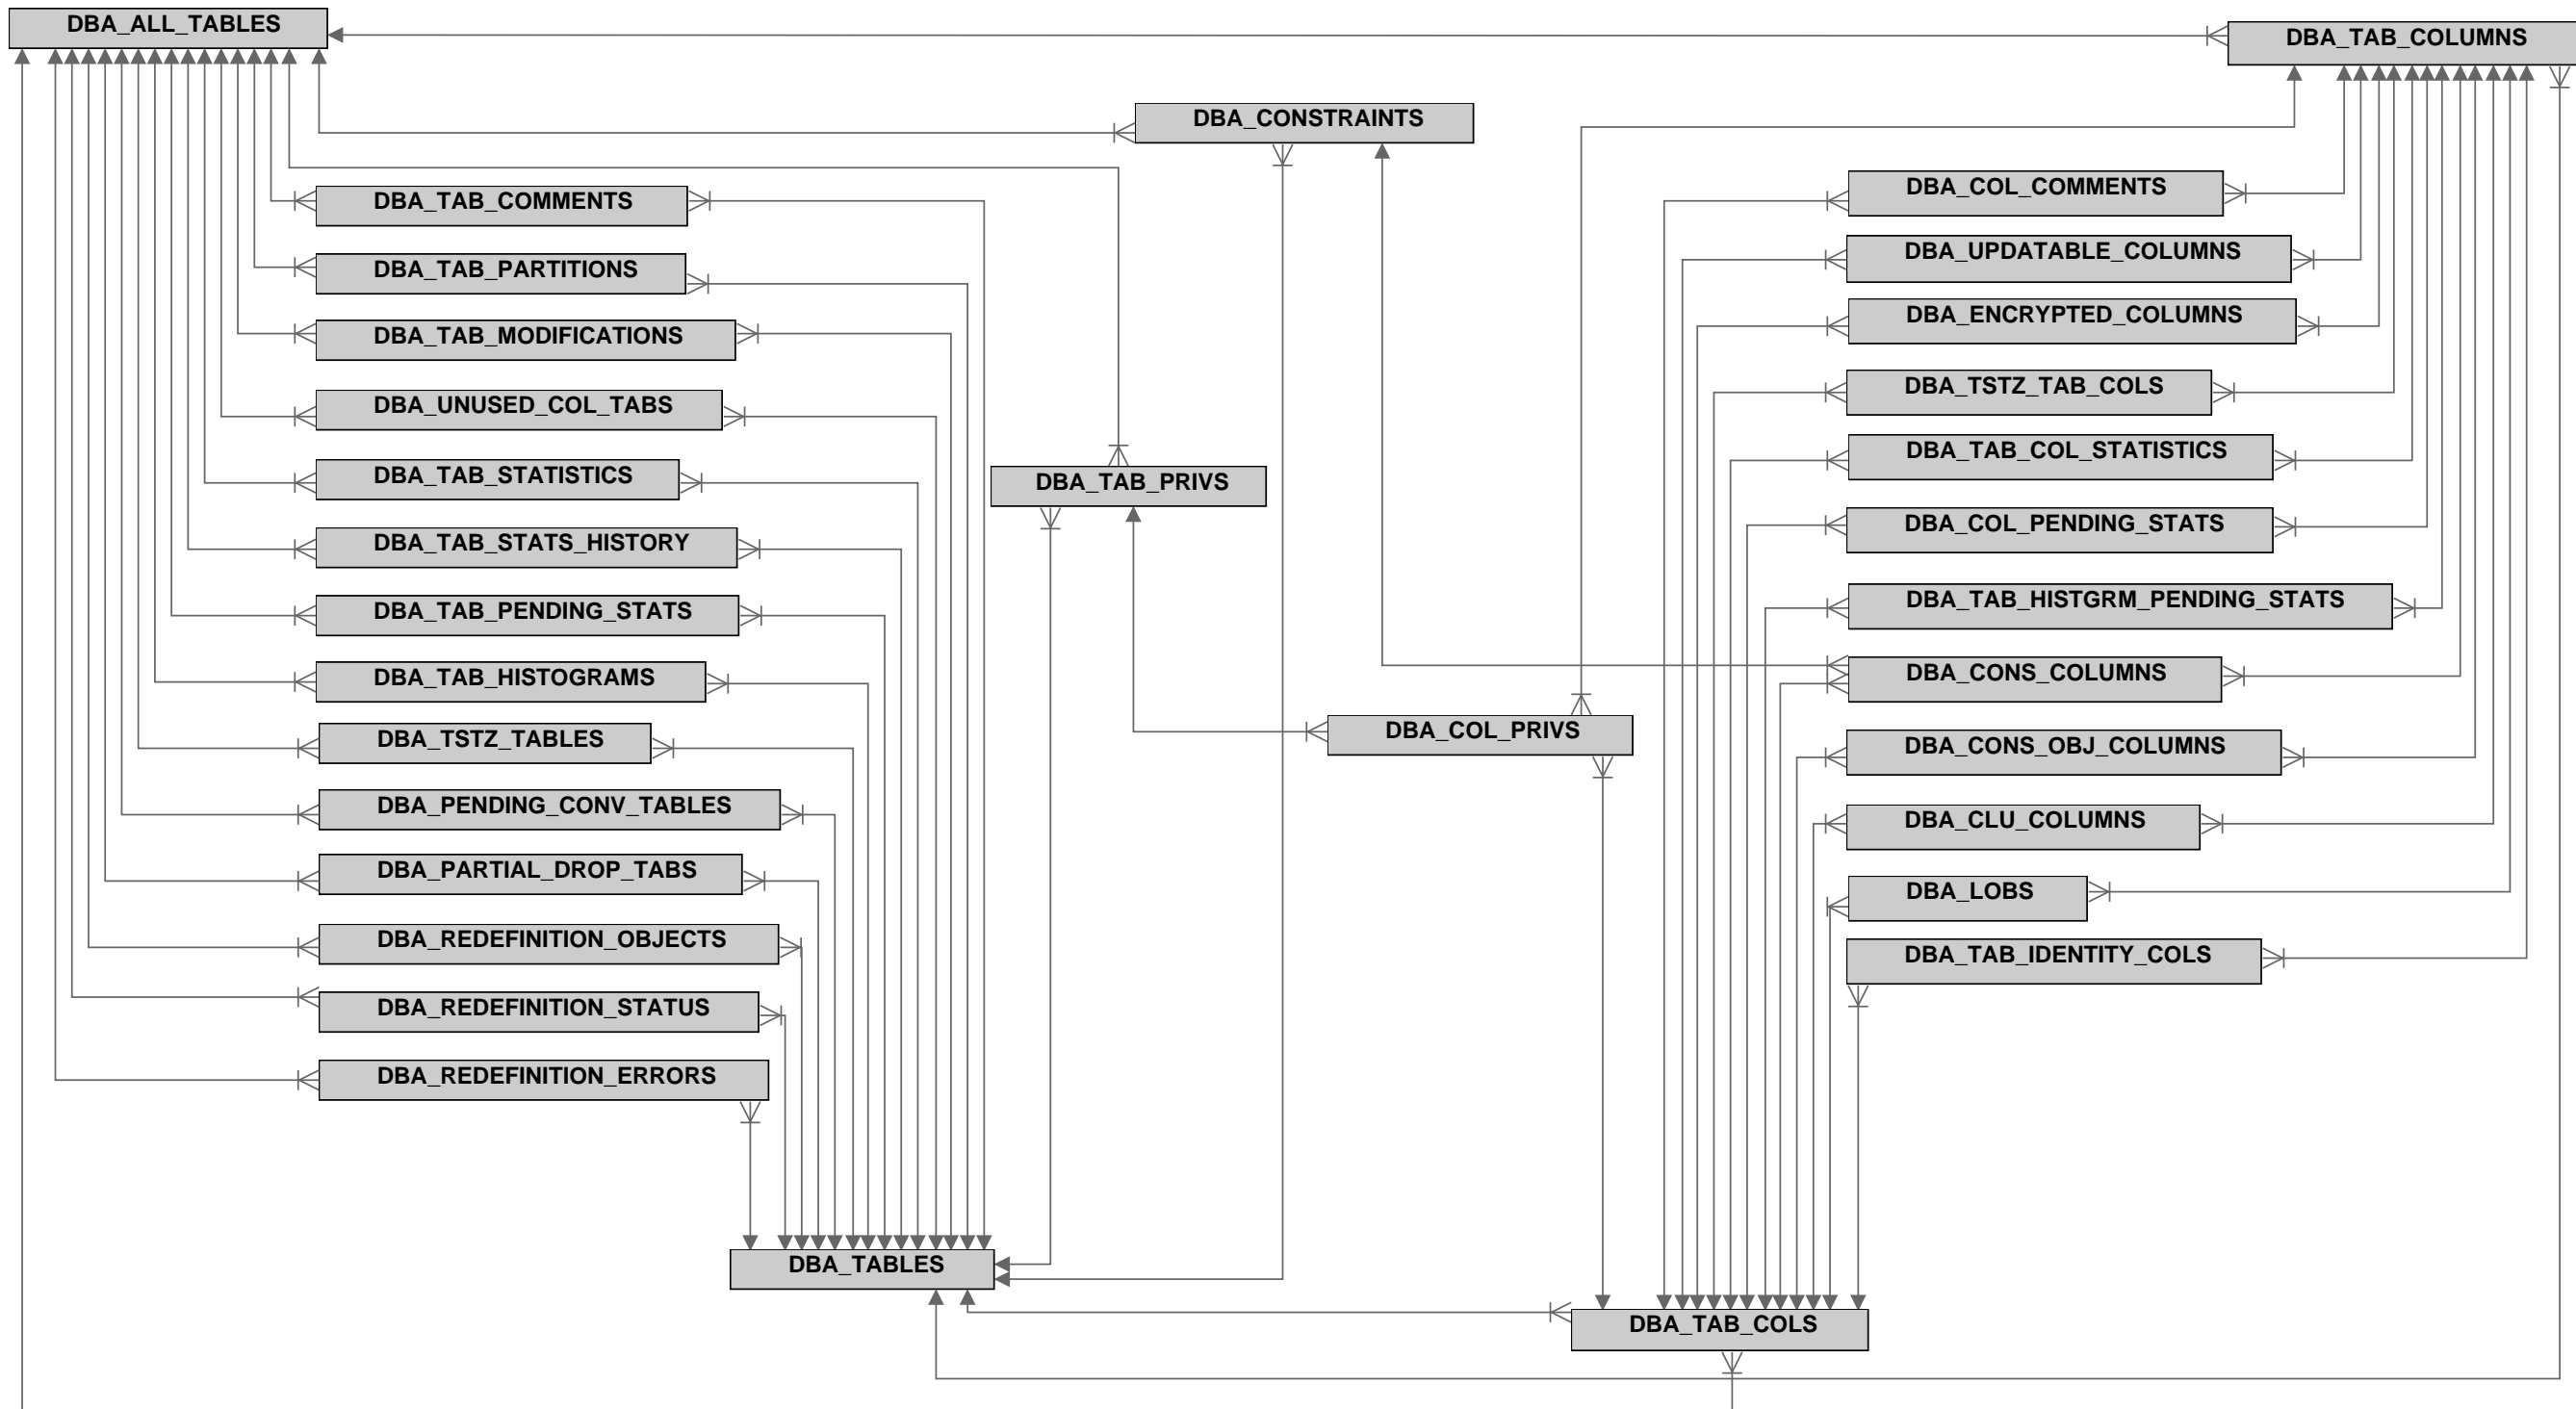 DBA_ALL_TABLES
DBA_TAB_COLUMNS
DBA_CONSTRAINTS
DBA_TAB_COMMENTS
DBA_COL_COMMENTS
DBA_TAB_PARTITIONS
DBA_UPDATABLE_COLUMNS
DBA_TAB_MODIFICATIONS
DBA_ENCRYPTED_COLUMNS
DBA_UNUSED_COL_TABS
DBA_TSTZ_TAB_COLS
DBA_TAB_STATISTICS
DBA_TAB_PRIVS
DBA_TAB_COL_STATISTICS
DBA_TAB_STATS_HISTORY
DBA_COL_PENDING_STATS
DBA_TAB_PENDING_STATS
DBA_TAB_HISTGRM_PENDING_STATS
DBA_TAB_HISTOGRAMS
DBA_CONS_COLUMNS
DBA_TSTZ_TABLES
DBA_COL_PRIVS
DBA_CONS_OBJ_COLUMNS
DBA_PENDING_CONV_TABLES
DBA_CLU_COLUMNS
DBA_PARTIAL_DROP_TABS
DBA_LOBS
DBA_REDEFINITION_OBJECTS
DBA_TAB_IDENTITY_COLS
DBA_REDEFINITION_STATUS
DBA_REDEFINITION_ERRORS
DBA_TABLES
DBA_TAB_COLS